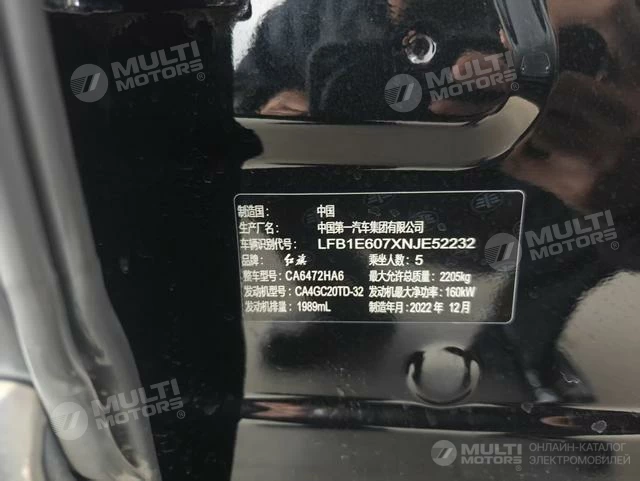 MULTI MOTORS
MULTI MOTORS
制造国： 中国
生产厂名： 中国第一汽车集团有限公司
车辆识别代号： LFB1E607XNJE52232
品牌： 红旗 乘坐人数： 5
整车型号： CA6472HA6 最大允许总质量： 2205kg
发动机型号： CA4GC20TD-32 发动机最大净功率： 160kW
发动机排量： 1989mL 制造年月： 2022 年 12月
MULTI MOTORS
MULTI MOTORS
ОНЛАЙН-КАТАЛОГ
ЭЛЕКТРОМОБИЛЕЙ